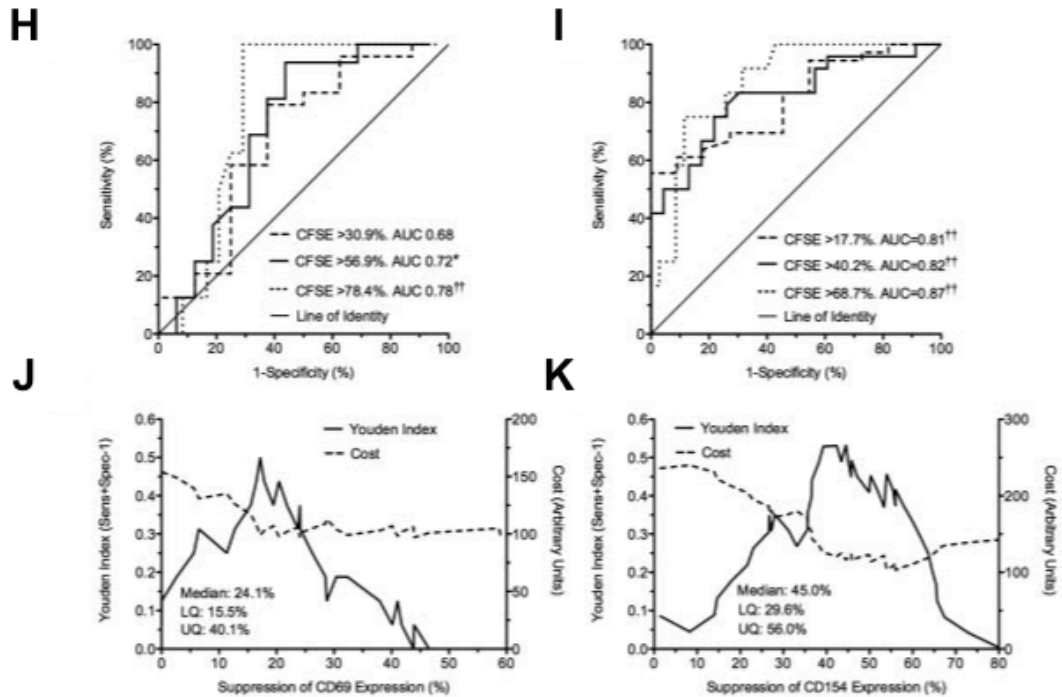 H
I
100
80
60
40
20
0
Sensitivity (%)
CFSE >30.9%. AUC 0.68
CFSE >56.9%. AUC 0.72*
CFSE >78.4%. AUC 0.78††
Line of Identity
0 20 40 60 80 100
1-Specificity (%)
100
80
60
40
20
0
Sensitivity (%)
CFSE >17.7%. AUC=0.81††
CFSE >40.2%. AUC=0.82††
CFSE >68.7%. AUC=0.87††
Line of Identity
0 20 40 60 80 100
1-Specificity (%)
J
K
0.6
0.5
0.4
0.3
0.2
0.1
0.0
Youden Index (Sens+Spec-1)
Youden Index
Cost
Median: 24.1%
LQ: 15.5%
UQ: 40.1%
200
150
100
50
0
Cost (Arbitrary Units)
0 10 20 30 40 50 60
Suppression of CD69 Expression (%)
0.6
0.5
0.4
0.3
0.2
0.1
0.0
Youden Index (Sens+Spec-1)
Youden Index
Cost
Median: 45.0%
LQ: 29.6%
UQ: 56.0%
300
200
100
0
Cost (Arbitrary Units)
0 10 20 30 40 50 60 70 80
Suppression of CD154 Expression (%)